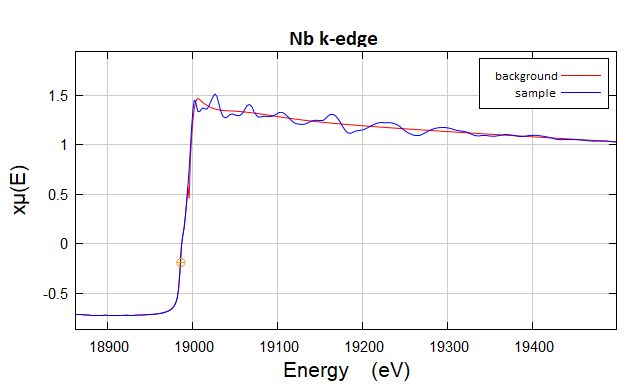 Nb k-edge
background
sample
1.5
1
0.5
0
-0.5
xμ(E)
18900 19000 19100 19200 19300 19400
Energy (eV)